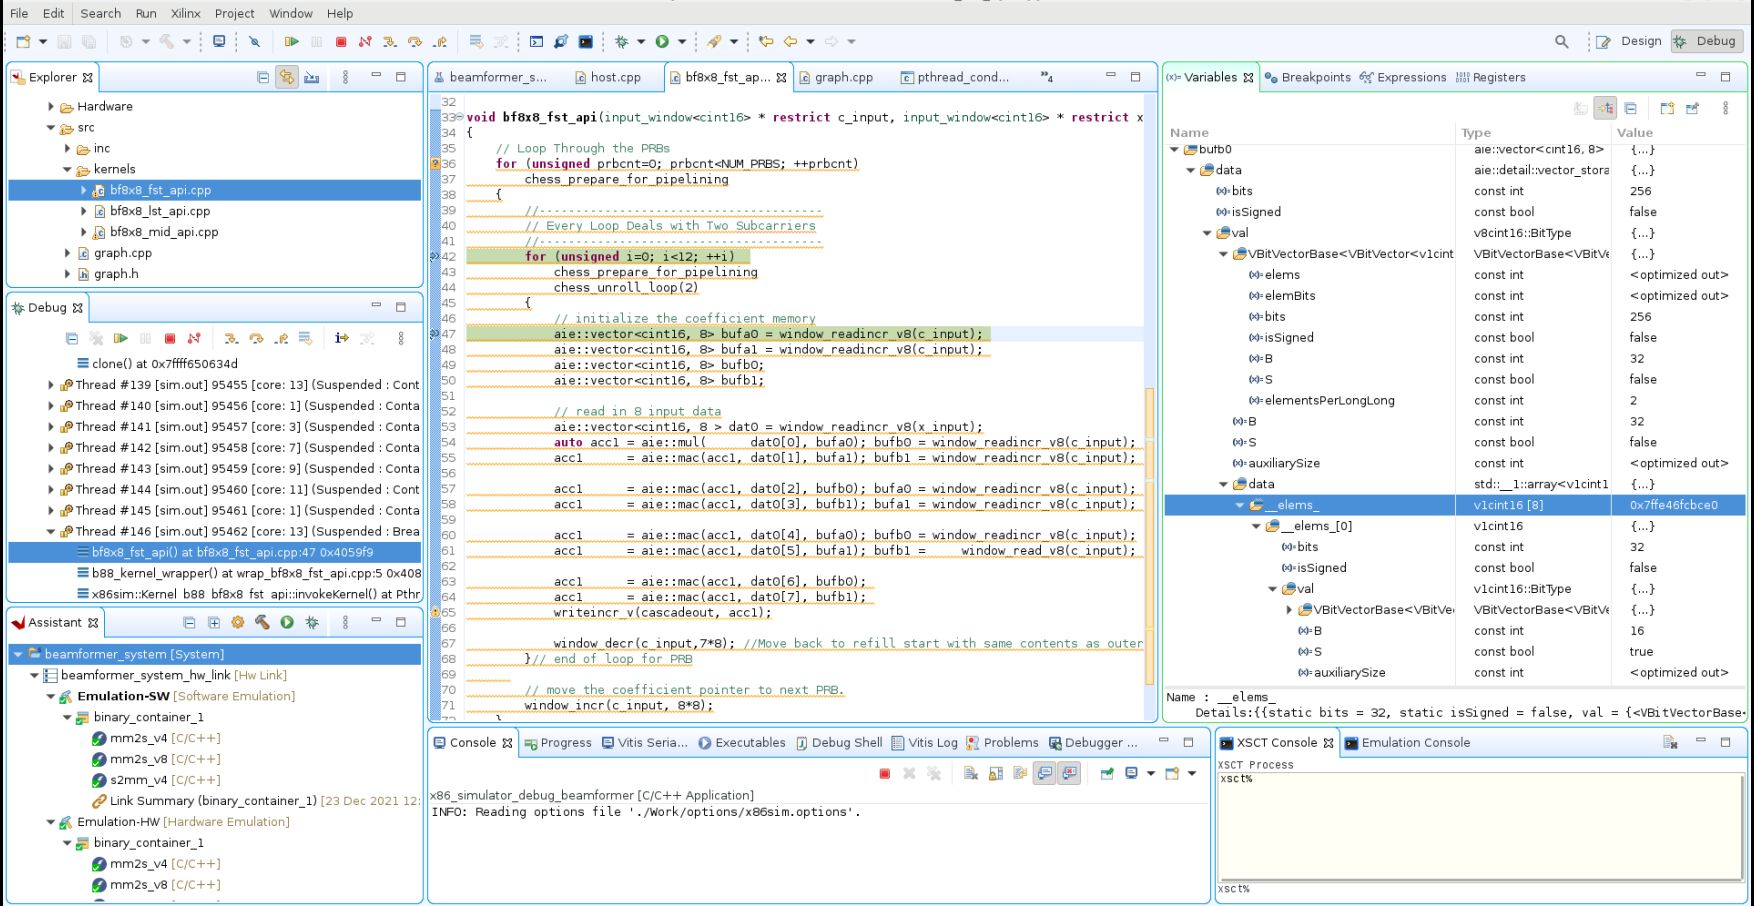 File Edit Search Run Xilinx Project Window Help
Design Debug
Explorer
Hardware
src
inc
kernels
bf8x8_fst_api.cpp
bf8x8_lst_api.cpp
bf8x8_mid_api.cpp
graph.cpp
graph.h
Debug
clone() at 0x7ffff650634d
Thread #139 [sim.out] 95455 [core: 13] (Suspended : Cont
Thread #140 [sim.out] 95456 [core: 1] (Suspended : Conta
Thread #141 [sim.out] 95457 [core: 3] (Suspended : Conta
Thread #142 [sim.out] 95458 [core: 7] (Suspended : Conta
Thread #143 [sim.out] 95459 [core: 9] (Suspended : Conta
Thread #144 [sim.out] 95460 [core: 11] (Suspended : Cont
Thread #145 [sim.out] 95461 [core: 1] (Suspended : Conta
Thread #146 [sim.out] 95462 [core: 13] (Suspended : Brea
bf8x8_fst_api() at bf8x8_fst_api.cpp:47 0x4059f9
b88_kernel_wrapper() at wrap_bf8x8_fst_api.cpp:5 0x408
x86sim::Kernel_b88_bf8x8_fst_api::invokeKernel() at Pthr
Assistant
beamformer_system [System]
beamformer_system_hw_link [Hw Link]
Emulation-SW [Software Emulation]
binary_container_1
mm2s_v4 [C/C++]
mm2s_v8 [C/C++]
s2mm_v4 [C/C++]
Link Summary (binary_container_1) [23 Dec 2021 12:
Emulation-HW [Hardware Emulation]
binary_container_1
mm2s_v4 [C/C++]
mm2s_v8 [C/C++]
beamformer_s... host.cpp bf8x8_fst_ap... graph.cpp pthread_cond... »4
32
33 void bf8x8_fst_api(input_window<cint16> * restrict c_input, input_window<cint16> * restrict x
34 {
35 // Loop Through the PRBs
36 for (unsigned prbcnt=0; prbcnt<NUM_PRBS; ++prbcnt)
37 chess_prepare_for_pipelining
38 {
39 //---------------------------------------
40 // Every Loop Deals with Two Subcarriers
41 //---------------------------------------
42 for (unsigned i=0; i<12; ++i)
43 chess_prepare_for_pipelining
44 chess_unroll_loop(2)
45 {
46 // initialize the coefficient memory
47 aie::vector<cint16, 8> bufa0 = window_readincr_v8(c_input);
48 aie::vector<cint16, 8> bufa1 = window_readincr_v8(c_input);
49 aie::vector<cint16, 8> bufb0;
50 aie::vector<cint16, 8> bufb1;
51
52 // read in 8 input data
53 aie::vector<cint16, 8 > dat0 = window_readincr_v8(x_input);
54 auto acc1 = aie::mul( dat0[0], bufa0); bufb0 = window_readincr_v8(c_input);
55 acc1 = aie::mac(acc1, dat0[1], bufa1); bufb1 = window_readincr_v8(c_input);
56
57 acc1 = aie::mac(acc1, dat0[2], bufb0); bufa0 = window_readincr_v8(c_input);
58 acc1 = aie::mac(acc1, dat0[3], bufb1); bufa1 = window_readincr_v8(c_input);
59
60 acc1 = aie::mac(acc1, dat0[4], bufa0); bufb0 = window_readincr_v8(c_input);
61 acc1 = aie::mac(acc1, dat0[5], bufa1); bufb1 = window_read_v8(c_input);
62
63 acc1 = aie::mac(acc1, dat0[6], bufb0);
64 acc1 = aie::mac(acc1, dat0[7], bufb1);
65 writeincr_v(cascadeout, acc1);
66
67 window_decr(c_input,7*8); //Move back to refill start with same contents as outer
68 }// end of loop for PRB
69
70 // move the coefficient pointer to next PRB.
71 window_incr(c_input, 8*8);
72 }
Variables Breakpoints Expressions Registers
Name Type Value
bufb0 aie::vector<cint16, 8> {...}
data aie::detail::vector_stora {...}
bits const int 256
isSigned const bool false
val v8cint16::BitType {...}
VBitVectorBase<VBitVector<v1cint VBitVectorBase<VBitVe {...}
elems const int <optimized out>
elemBits const int <optimized out>
bits const int 256
isSigned const bool false
B const int 32
S const bool false
elementsPerLongLong const int 2
B const int 32
S const bool false
auxiliarySize const int <optimized out>
data std::__1::array<v1cint1 {...}
__elems_ v1cint16 [8] 0x7ffe46fcbce0
__elems_[0] v1cint16 {...}
bits const int 32
isSigned const bool false
val v1cint16::BitType {...}
VBitVectorBase<VBitVec VBitVectorBase<VBitVe {...}
B const int 16
S const bool true
auxiliarySize const int <optimized out>
Name : __elems_
Details:{{static bits = 32, static isSigned = false, val = {<VBitVectorBase<
Console Progress Vitis Seria... Executables Debug Shell Vitis Log Problems Debugger ...
x86_simulator_debug_beamformer [C/C++ Application]
INFO: Reading options file './Work/options/x86sim.options'.
XSCT Console Emulation Console
XSCT Process
xsct%
xsct%